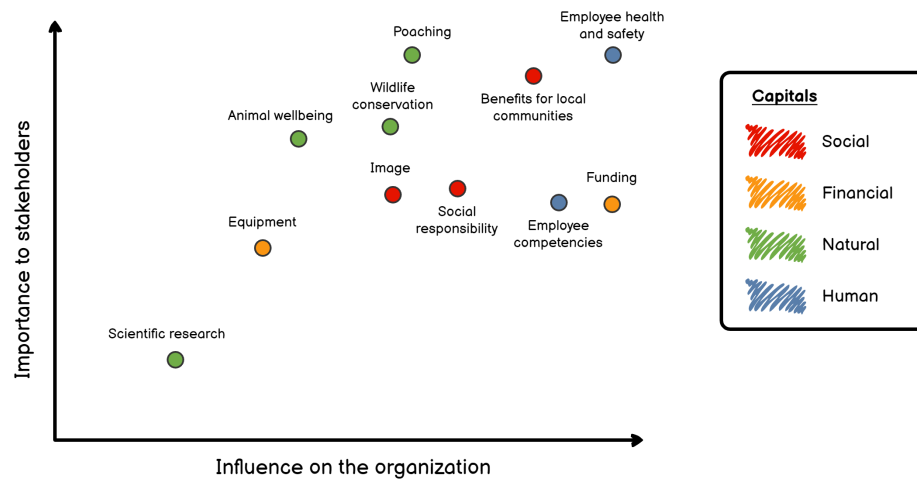 Employee health
and safety
Poaching
Wildlife
conservation
Benefits for local
communities
Animal wellbeing
Image
Funding
Social
responsibility
Employee
competencies
Equipment
Scientific research
Importance to stakeholders
Influence on the organization
Capitals
Social
Financial
Natural
Human